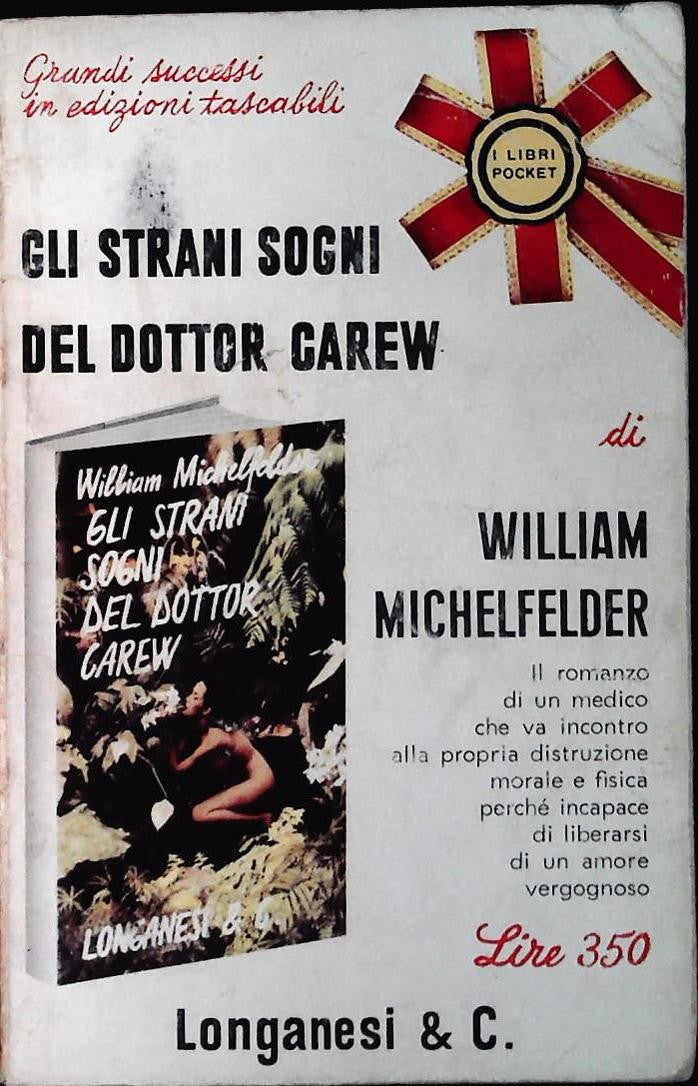 Grandi successi
in edizioni tascabili
I LIBRI
POCKET
GLI STRANI SOGNI
DEL DOTTOR CAREW
di
WILLIAM
MICHELFELDER
William Michelfelder
GLI STRANI
SOGNI
DEL DOTTOR
CAREW
LONGANESI & C.
Il romanzo
di un medico
che va incontro
alla propria distruzione
morale e fisica
perché incapace
di liberarsi
di un amore
vergognoso
Lire 350
Longanesi & C.